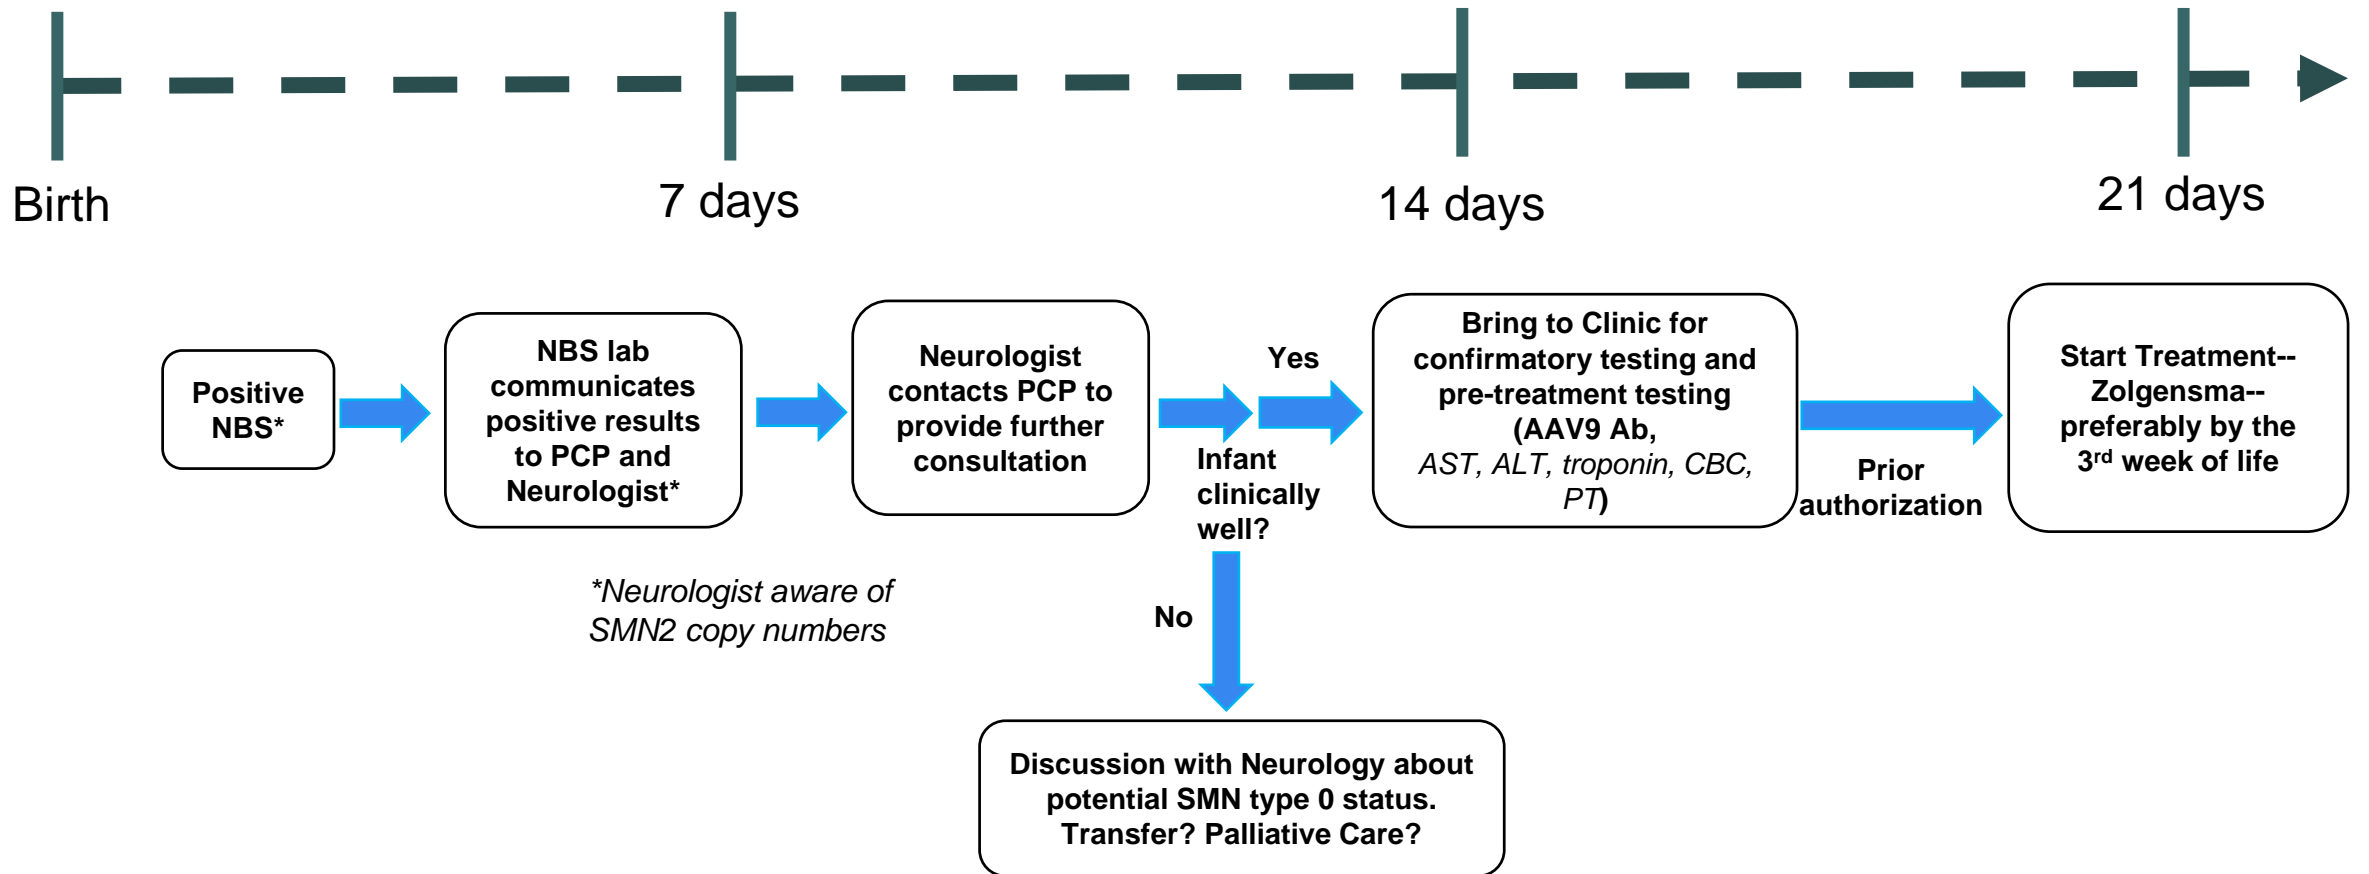 Birth
7 days
14 days
21 days
Positive
NBS*
NBS lab
communicates
positive results
to PCP and
Neurologist*
*Neurologist aware of
SMN2 copy numbers
Neurologist
contacts PCP to
provide further
consultation
Infant
clinically
well?
Yes
No
Bring to Clinic for
confirmatory testing and
pre-treatment testing
(AAV9 Ab,
AST, ALT, troponin, CBC,
PT)
Prior
authorization
Start Treatment--
Zolgensma--
preferably by the
3rd week of life
Discussion with Neurology about
potential SMN type 0 status.
Transfer? Palliative Care?